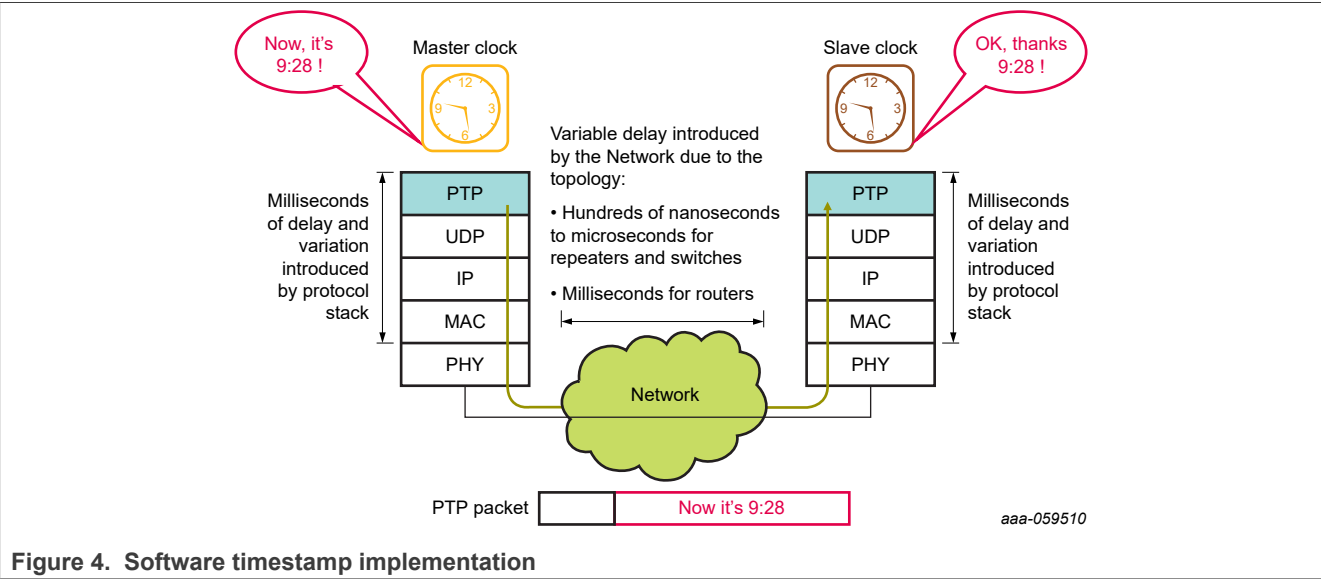 Now, it's
9:28 !
Master clock
12
3
6
9
Slave clock
12
3
6
9
OK, thanks
9:28 !
Variable delay introduced
by the Network due to the
topology:
• Hundreds of nanoseconds
to microseconds for
repeaters and switches
• Milliseconds for routers
Milliseconds
of delay and
variation
introduced
by protocol
stack
PTP
UDP
IP
MAC
PHY
PTP
UDP
IP
MAC
PHY
Milliseconds
of delay and
variation
introduced
by protocol
stack
Network
PTP packet
Now it's 9:28
aaa-059510
Figure 4. Software timestamp implementation